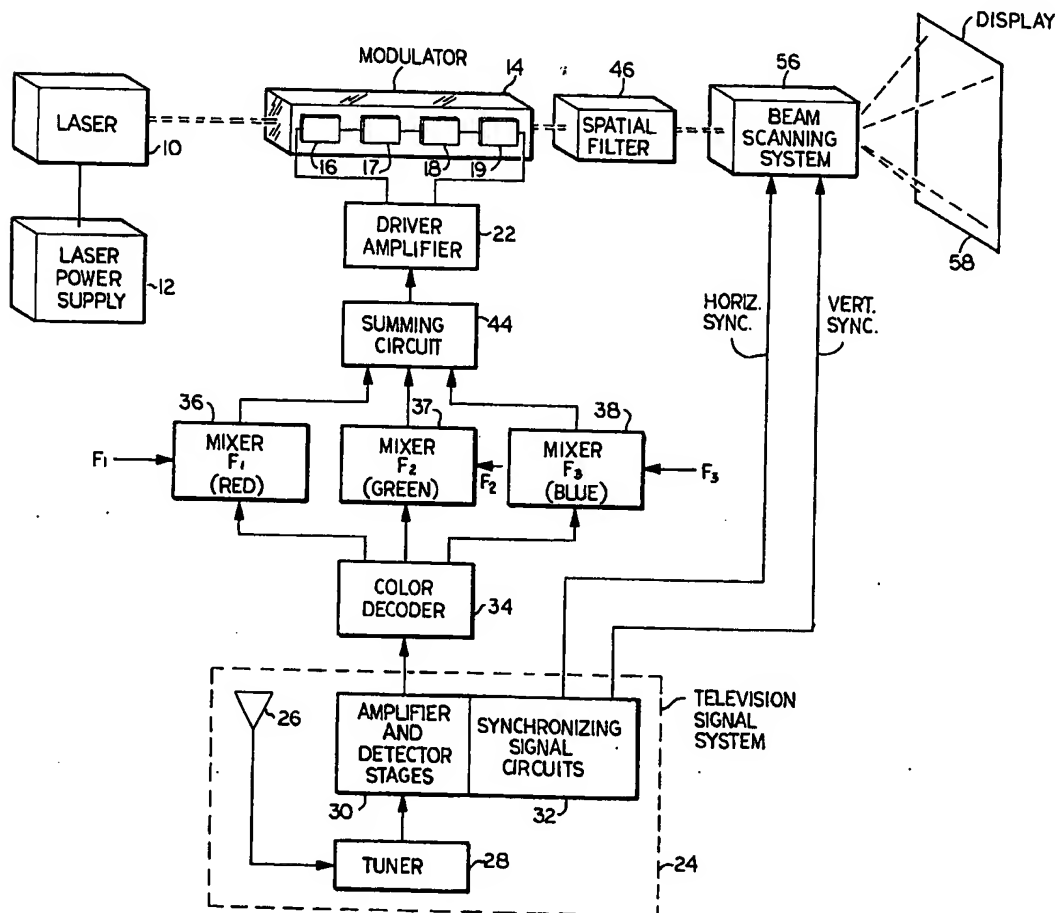 DISPLAY
MODULATOR
14
46
56
LASER
10
16
17
18
19
SPATIAL
FILTER
BEAM
SCANNING
SYSTEM
58
LASER
POWER
SUPPLY
12
DRIVER
AMPLIFIER
22
HORIZ.
SYNC.
VERT.
SYNC.
SUMMING
CIRCUIT
44
36
37
38
F1
MIXER
F1
(RED)
MIXER
F2
(GREEN)
F2
MIXER
F3
(BLUE)
F3
COLOR
DECODER
34
26
AMPLIFIER
AND
DETECTOR
STAGES
30
SYNCHRONIZING
SIGNAL
CIRCUITS
32
TELEVISION
SIGNAL
SYSTEM
TUNER
28
24